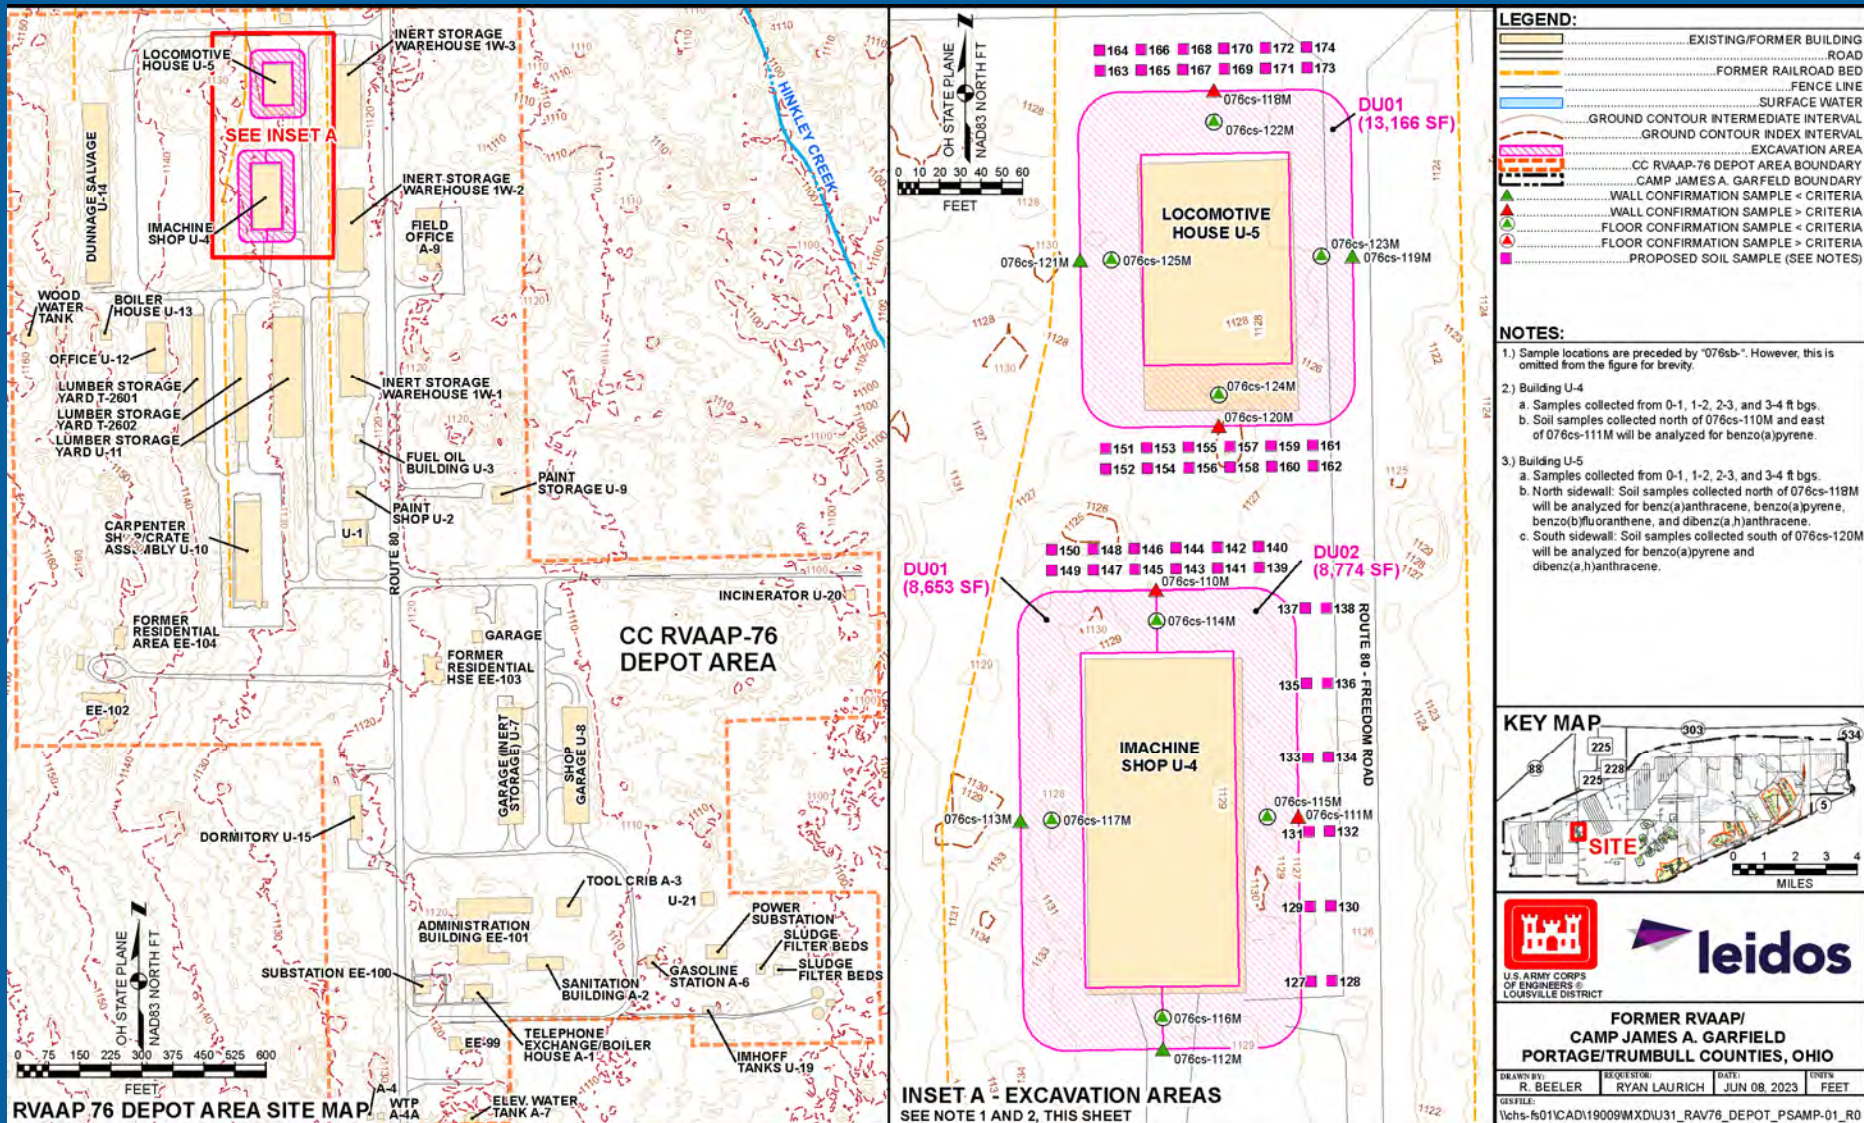 LOCOMOTIVE
HOUSE U-5
INERT STORAGE
WAREHOUSE 1W-3
SEE INSET A
DUNNAGE SALVAGE
U-14
IMACHINE
SHOP U-4
INERT STORAGE
WAREHOUSE 1W-2
FIELD
OFFICE
A-9
HINKLEY CREEK
WOOD
WATER
TANK
BOILER
HOUSE U-13
OFFICE U-12
LUMBER STORAGE
YARD T-2601
LUMBER STORAGE
YARD T-2602
LUMBER STORAGE
YARD U-11
INERT STORAGE
WAREHOUSE 1W-1
FUEL OIL
BUILDING U-3
PAINT
STORAGE U-9
PAINT
SHOP U-2
U-1
CARPENTER
SHOP/CRATE
ASSEMBLY U-10
ROUTE 80
INCINERATOR U-20
FORMER
RESIDENTIAL
AREA EE-104
GARAGE
FORMER
RESIDENTIAL
HSE EE-103
CC RVAAP-76
DEPOT AREA
EE-102
GARAGE (INERT
STORAGE) U-7
SHOP
GARAGE U-8
DORMITORY U-15
TOOL CRIB A-3
U-21
POWER
SUBSTATION
SLUDGE
FILTER BEDS
SLUDGE
FILTER BEDS
ADMINISTRATION
BUILDING EE-101
SUBSTATION EE-100
SANITATION
BUILDING A-2
GASOLINE
STATION A-6
TELEPHONE
EXCHANGE/BOILER
HOUSE A-1
EE-99
IMHOFF
TANKS U-19
A-4
WTP
A-4A
ELEV. WATER
TANK A-7
OH STATE PLANE
NAD83 NORTH FT
0 75 150 225 300 375 450 525 600
FEET
RVAAP 76 DEPOT AREA SITE MAP
OH STATE PLANE
NAD83 NORTH FT
0 10 20 30 40 50 60
FEET
164 166 168 170 172 174
163 165 167 169 171 173
076cs-118M
076cs-122M
DU01
(13,166 SF)
LOCOMOTIVE
HOUSE U-5
076cs-121M
076cs-125M
076cs-123M
076cs-119M
076cs-124M
076cs-120M
151 153 155 157 159 161
152 154 156 158 160 162
150 148 146 144 142 140
149 147 145 143 141 139
DU01
(8,653 SF)
DU02
(8,774 SF)
076cs-110M
076cs-114M
137 138
135 136
133 134
131 132
129 130
127 128
ROUTE 80 - FREEDOM ROAD
IMACHINE
SHOP U-4
076cs-113M
076cs-117M
076cs-115M
076cs-111M
076cs-116M
076cs-112M
INSET A - EXCAVATION AREAS
SEE NOTE 1 AND 2, THIS SHEET
LEGEND:
EXISTING/FORMER BUILDING
ROAD
FORMER RAILROAD BED
FENCE LINE
SURFACE WATER
GROUND CONTOUR INTERMEDIATE INTERVAL
GROUND CONTOUR INDEX INTERVAL
EXCAVATION AREA
CC RVAAP-76 DEPOT AREA BOUNDARY
CAMP JAMES A. GARFELD BOUNDARY
WALL CONFIRMATION SAMPLE < CRITERIA
WALL CONFIRMATION SAMPLE > CRITERIA
FLOOR CONFIRMATION SAMPLE < CRITERIA
FLOOR CONFIRMATION SAMPLE > CRITERIA
PROPOSED SOIL SAMPLE (SEE NOTES)
NOTES:
1.) Sample locations are preceded by "076sb-". However, this is
omitted from the figure for brevity.
2.) Building U-4
a. Samples collected from 0-1, 1-2, 2-3, and 3-4 ft bgs.
b. Soil samples collected north of 076cs-110M and east
of 076cs-111M will be analyzed for benzo(a)pyrene.
3.) Building U-5
a. Samples collected from 0-1, 1-2, 2-3, and 3-4 ft bgs.
b. North sidewall: Soil samples collected north of 076cs-118M
will be analyzed for benz(a)anthracene, benzo(a)pyrene,
benzo(b)fluoranthene, and dibenz(a,h)anthracene.
c. South sidewall: Soil samples collected south of 076cs-120M
will be analyzed for benzo(a)pyrene and
dibenz(a,h)anthracene.
KEY MAP
88
225
225
228
303
534
5
SITE
0 1 2 3 4
MILES
U.S. ARMY CORPS
OF ENGINEERS ®
LOUISVILLE DISTRICT
leidos
FORMER RVAAP/
CAMP JAMES A. GARFIELD
PORTAGE/TRUMBULL COUNTIES, OHIO
DRAWN BY:
R. BEELER
REQUESTOR:
RYAN LAURICH
DATE:
JUN 08, 2023
UNITS
FEET
GIS FILE:
\\chs-fs01\CAD\19009\MXD\U31_RAV76_DEPOT_PSAMP-01_R0